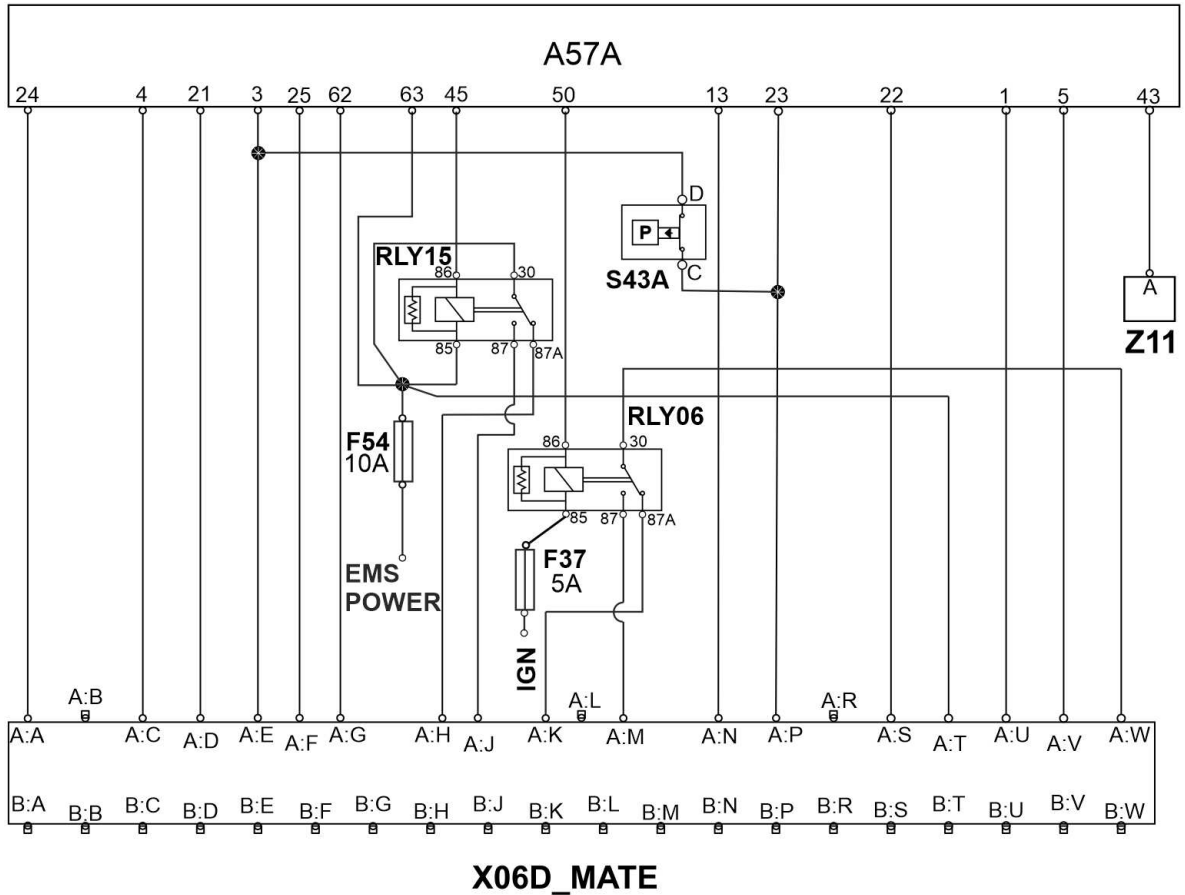 A57A
24 4 21 3 25 62 63 45 50 13 23 22 1 5 43
D
P
S43A
C
A
Z11
RLY15
86 30
85 87 87A
RLY06
F54
10A
86 30
85 87 87A
F37
5A
EMS
POWER
IGN
A:B A:L A:R
A:A A:C A:D A:E A:F A:G A:H A:J A:K A:M A:N A:P A:S A:T A:U A:V A:W
B:A B:B B:C B:D B:E B:F B:G B:H B:J B:K B:L B:M B:N B:P B:R B:S B:T B:U B:V B:W
X06D_MATE